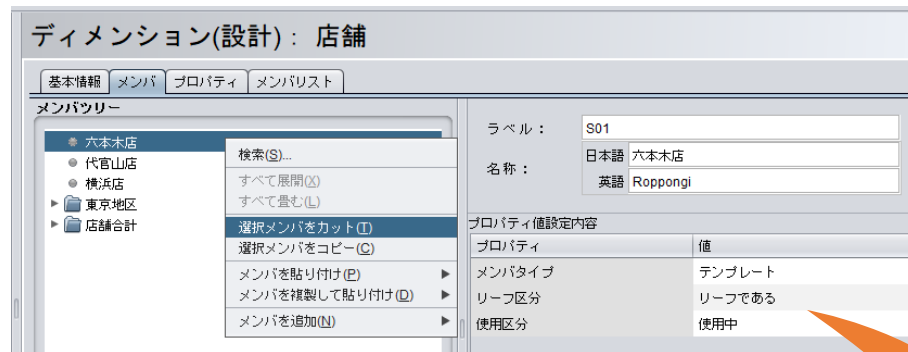 ディメンション(設計)： 店舗
基本情報 メンバ プロパティ メンバリスト
メンバツリー
六本木店
代官山店
横浜店
東京地区
店舗合計
検索(S)...
すべて展開(X)
すべて畳む(L)
選択メンバをカット(T)
選択メンバをコピー(C)
メンバを貼り付け(P)
メンバを複製して貼り付け(D)
メンバを追加(N)
ラベル： S01
名称： 日本語 六本木店
英語 Roppongi
プロパティ値設定内容
プロパティ 値
メンバタイプ テンプレート
リーフ区分 リーフである
使用区分 使用中